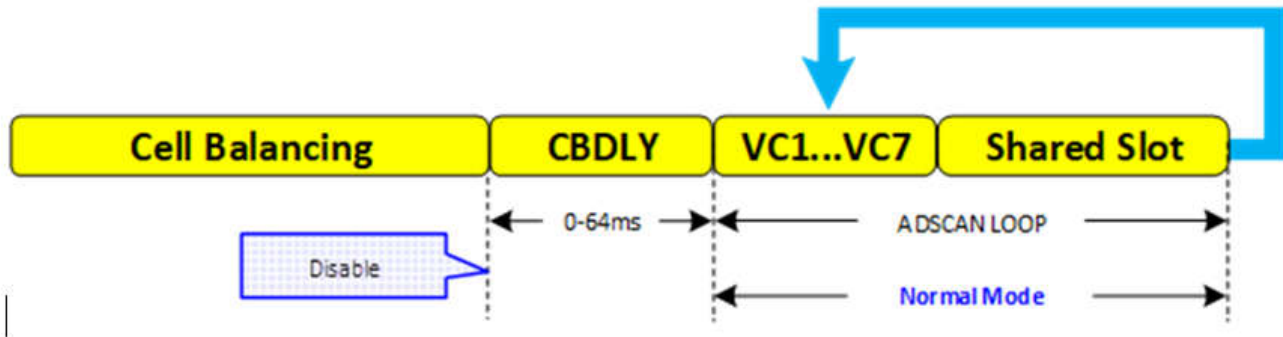 Cell Balancing CBDLY VC1...VC7 Shared Slot
0-64ms ADSCAN LOOP
Disable
Normal Mode